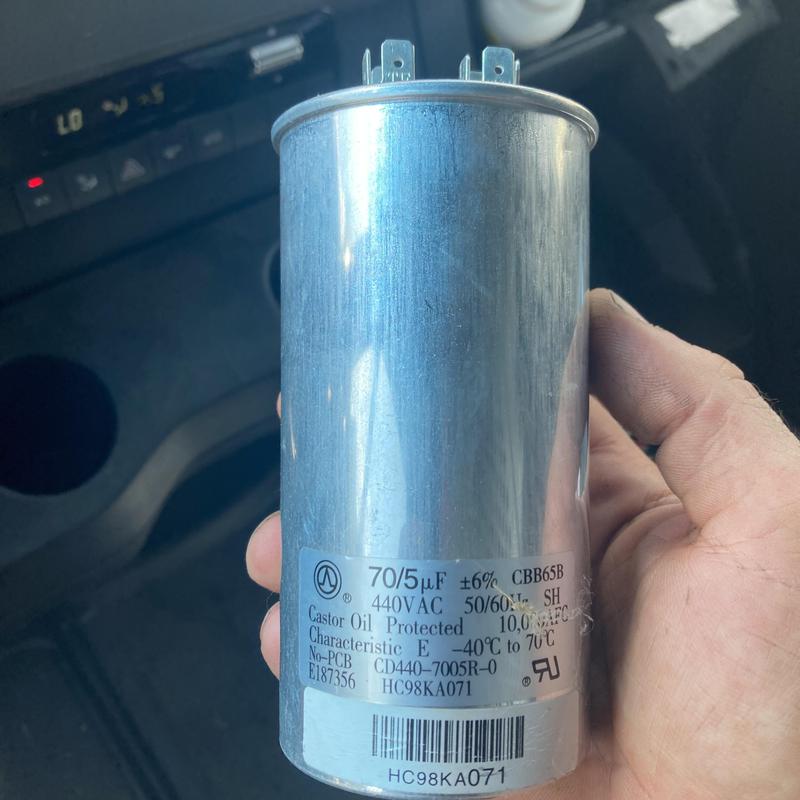 LO
70/5µF ±6% CBB65B
440VAC 50/60Hz SH
Castor Oil Protected 10,000AFC
Characteristic E −40℃ to 70℃
No-PCB CD440-7005R-0
E187356 HC98KA071
HC98KA071